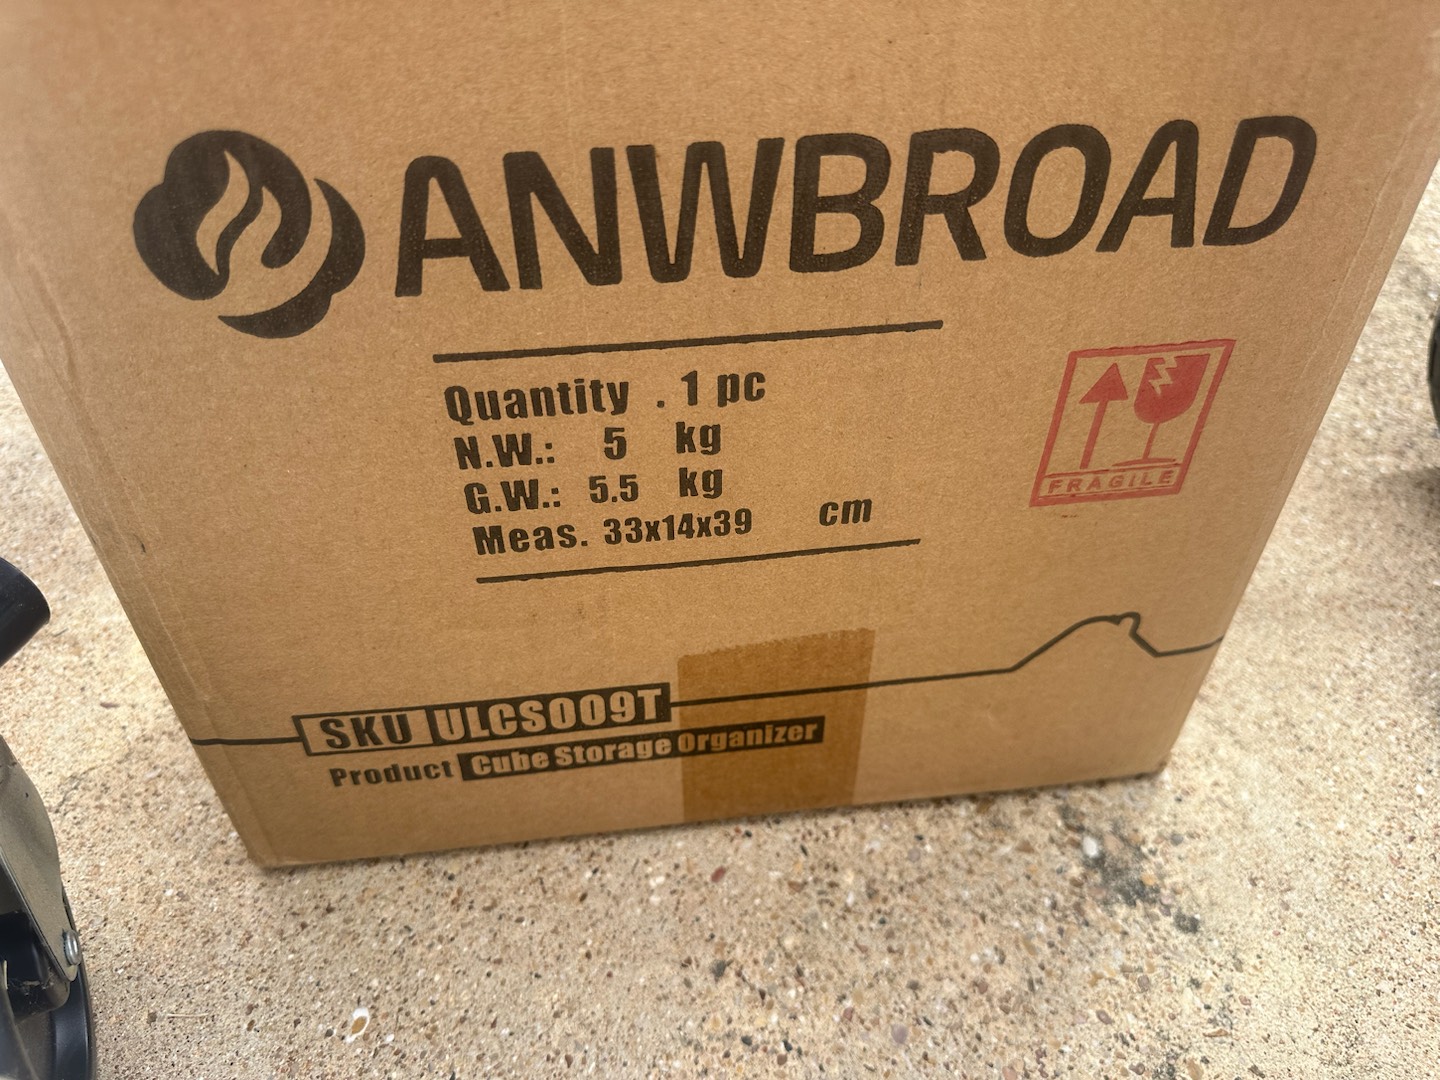 ANWBROAD
Quantity . 1 pc
N.W.: 5 kg
G.W.: 5.5 kg
Meas. 33x14x39 cm
FRAGILE
SKU ULCS009T
Product Cube Storage Organizer